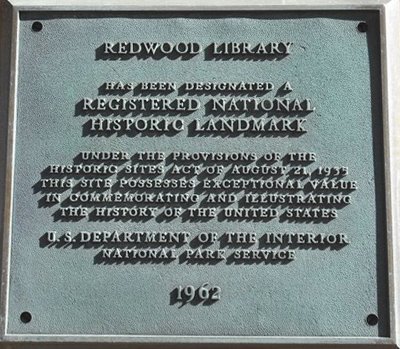 REDWOOD LIBRARY
HAS BEEN DESIGNATED A
REGISTERED NATIONAL
HISTORIC LANDMARK
UNDER THE PROVISIONS OF THE
HISTORIC SITES ACT OF AUGUST 21, 1935
THIS SITE POSSESSES EXCEPTIONAL VALUE
IN COMMEMORATING AND ILLUSTRATING
THE HISTORY OF THE UNITED STATES
U. S. DEPARTMENT OF THE INTERIOR
NATIONAL PARK SERVICE
1962